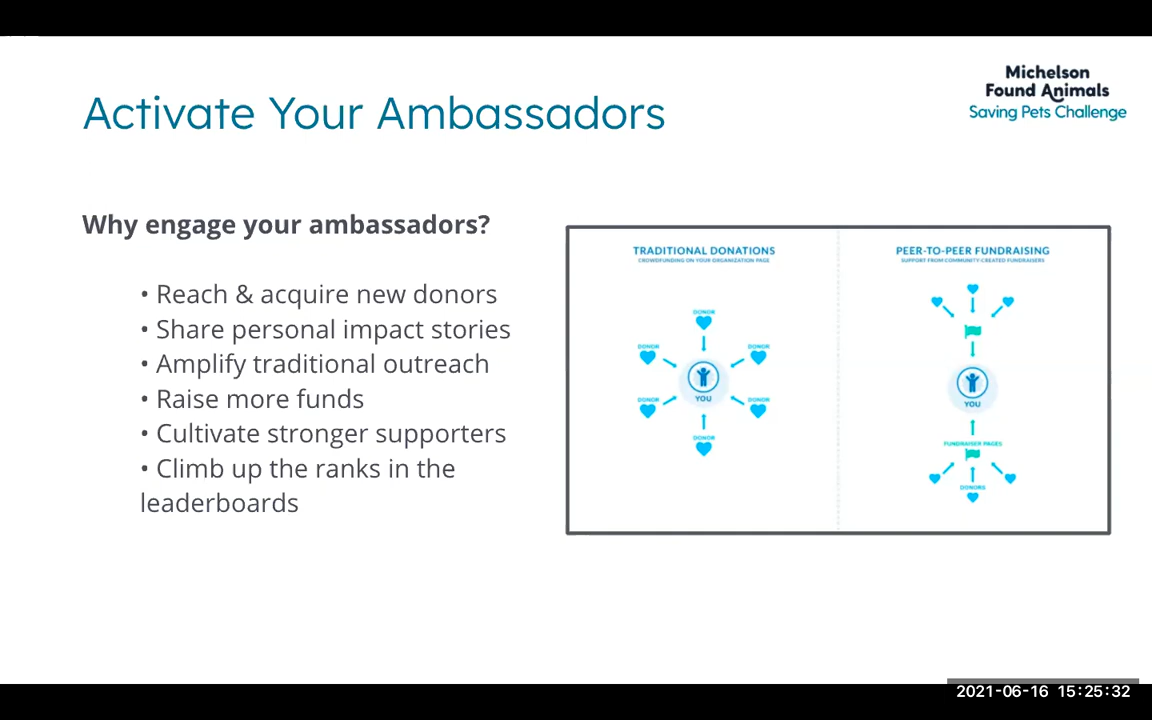 Michelson
Found Animals
Saving Pets Challenge
Activate Your Ambassadors
Why engage your ambassadors?
• Reach & acquire new donors
• Share personal impact stories
• Amplify traditional outreach
• Raise more funds
• Cultivate stronger supporters
• Climb up the ranks in the
leaderboards
TRADITIONAL DONATIONS
CROWDFUNDING ON YOUR ORGANIZATION PAGE
DONOR
DONOR
DONOR
YOU
DONOR
DONOR
DONOR
PEER-TO-PEER FUNDRAISING
SUPPORT FROM COMMUNITY-CREATED FUNDRAISERS
YOU
FUNDRAISER PAGES
DONORS
2021-06-16 15:25:32